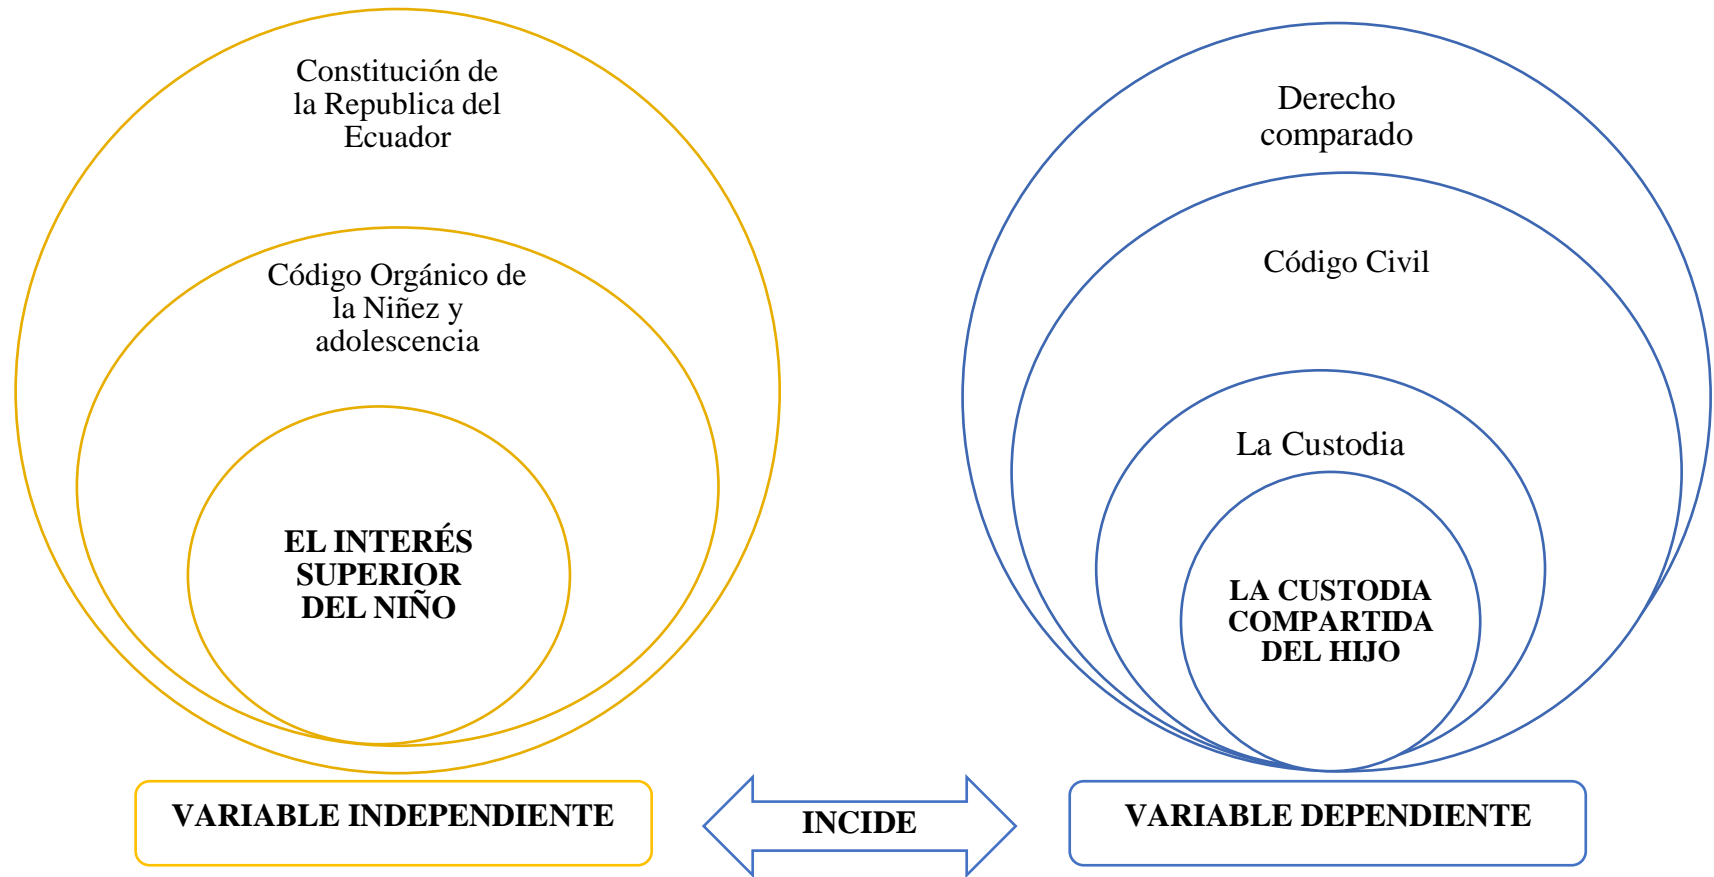 Constitución de
la Republica del
Ecuador
Código Orgánico de
la Niñez y
adolescencia
EL INTERÉS
SUPERIOR
DEL NIÑO
VARIABLE INDEPENDIENTE
INCIDE
Derecho
comparado
Código Civil
La Custodia
LA CUSTODIA
COMPARTIDA
DEL HIJO
VARIABLE DEPENDIENTE